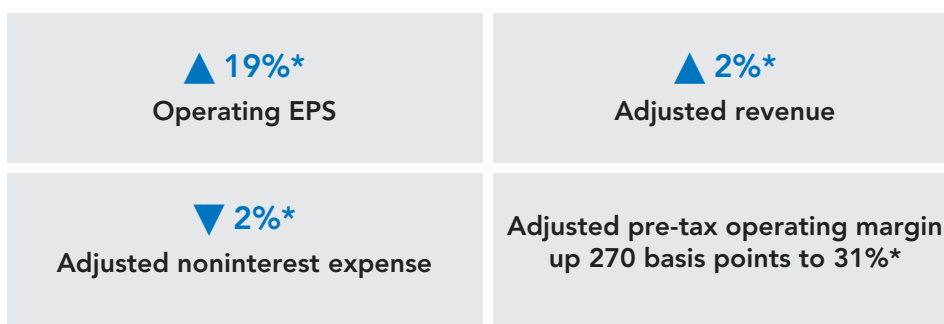 ▲ 19%*
Operating EPS
▲ 2%*
Adjusted revenue
▼ 2%*
Adjusted noninterest expense
Adjusted pre-tax operating margin
up 270 basis points to 31%*